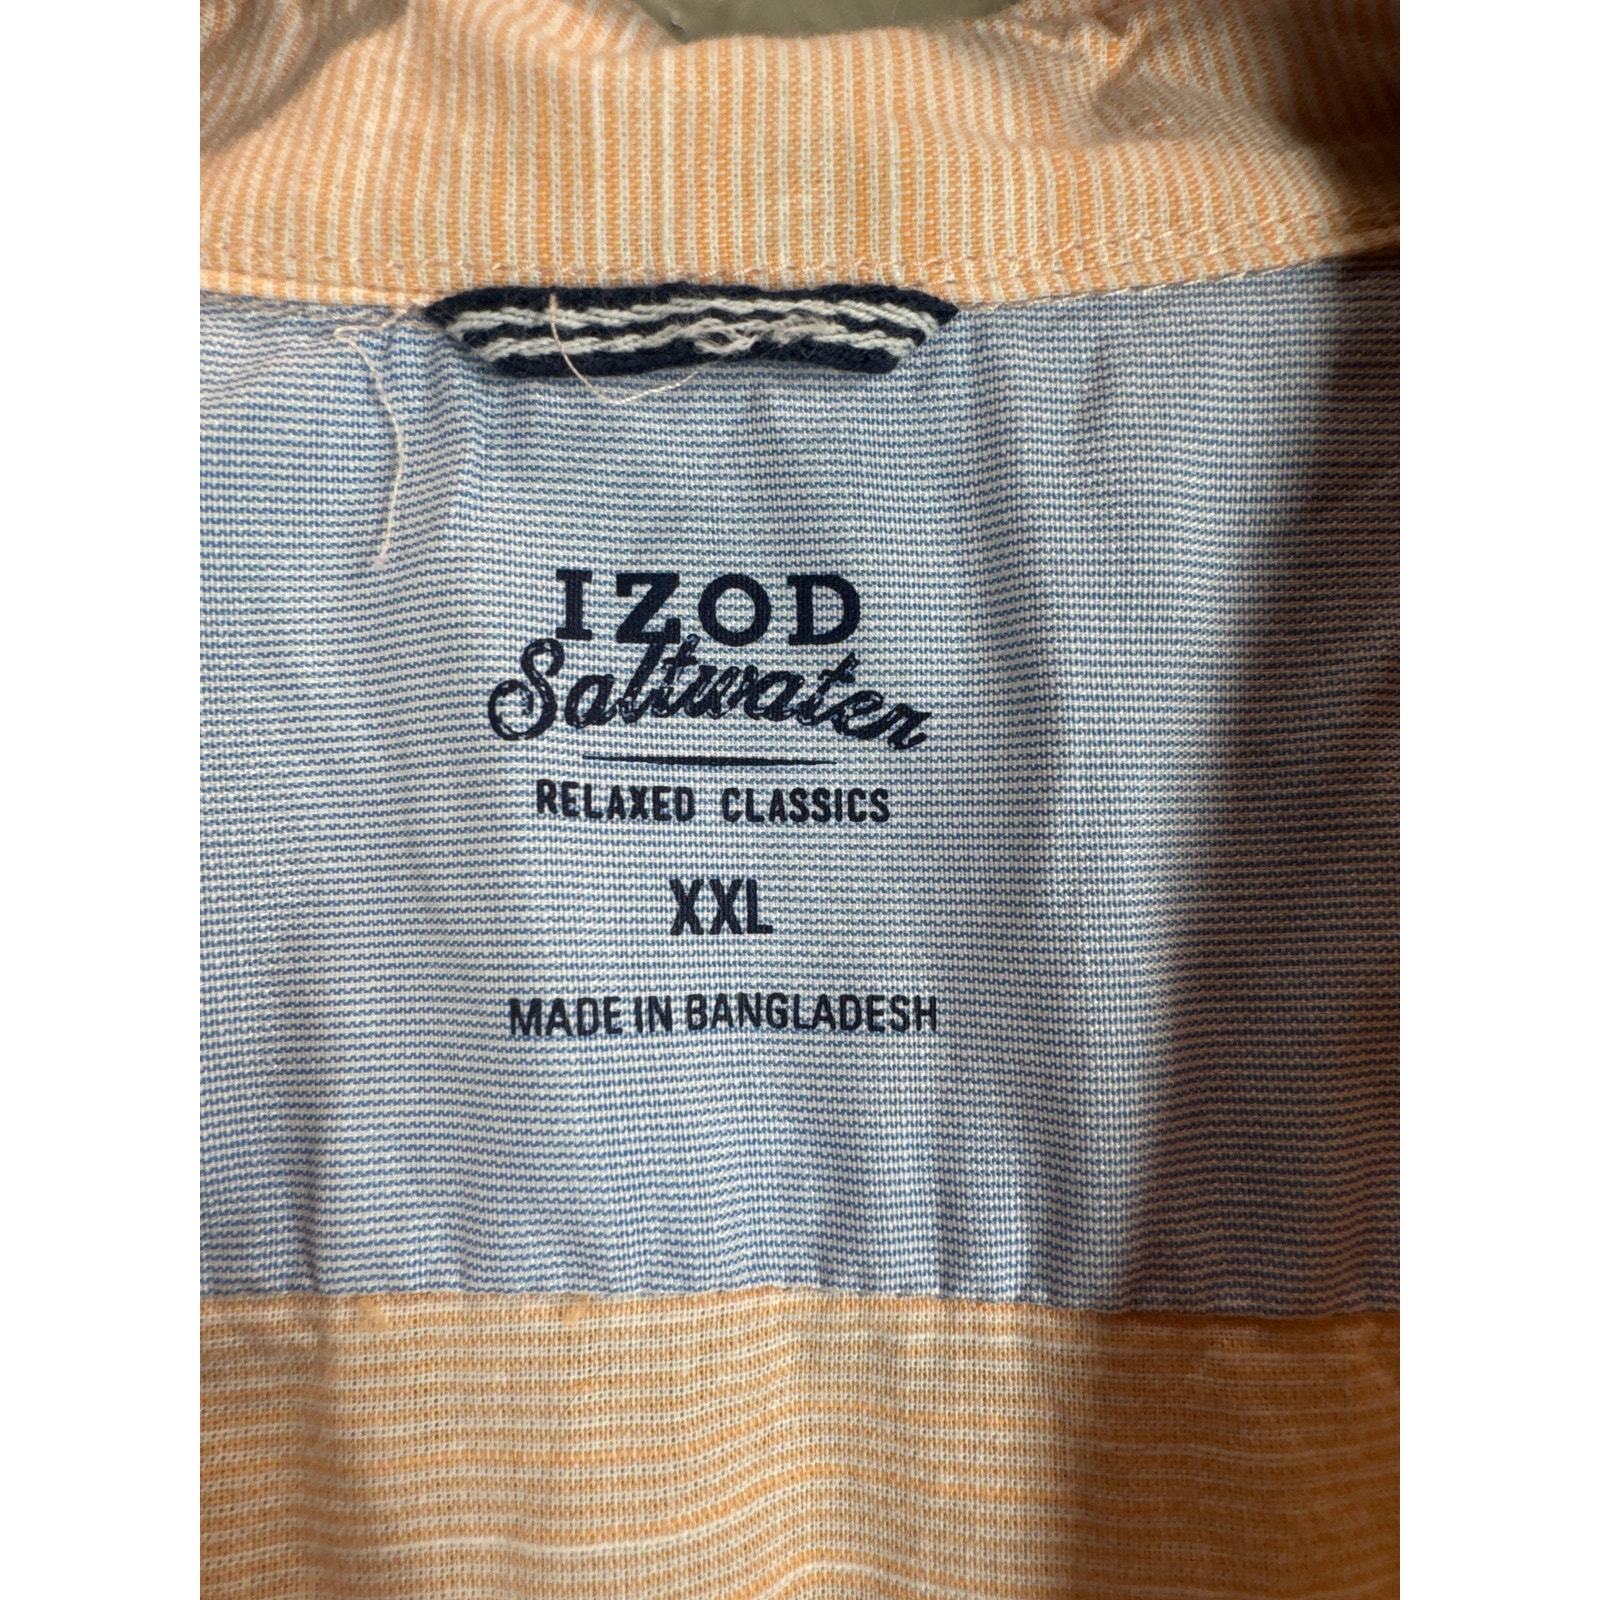 IZOD
Saltwater
RELAXED CLASSICS
XXL
MADE IN BANGLADESH